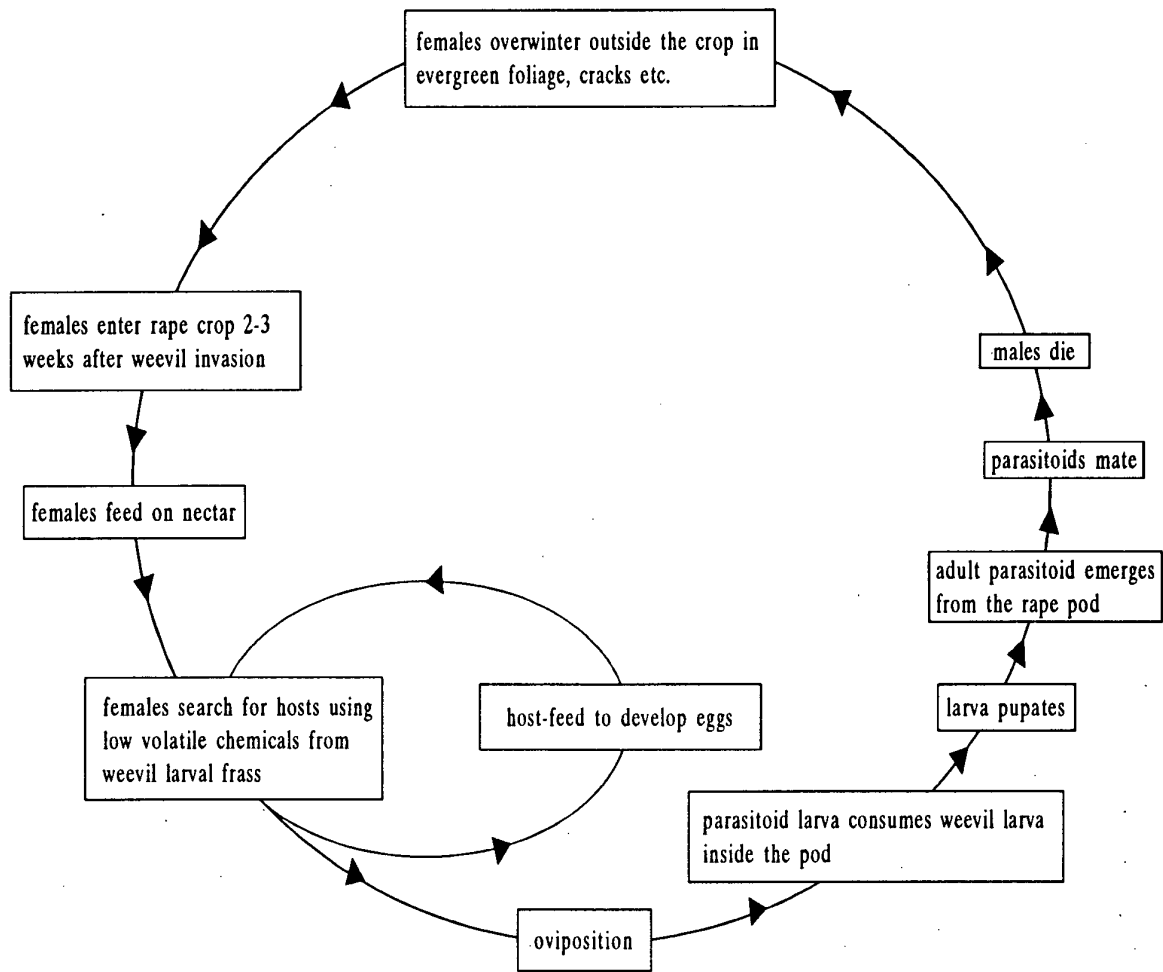 females overwinter outside the crop in
evergreen foliage, cracks etc.
females enter rape crop 2-3
weeks after weevil invasion
females feed on nectar
females search for hosts using
low volatile chemicals from
weevil larval frass
host-feed to develop eggs
oviposition
parasitoid larva consumes weevil larva
inside the pod
larva pupates
adult parasitoid emerges
from the rape pod
parasitoids mate
males die